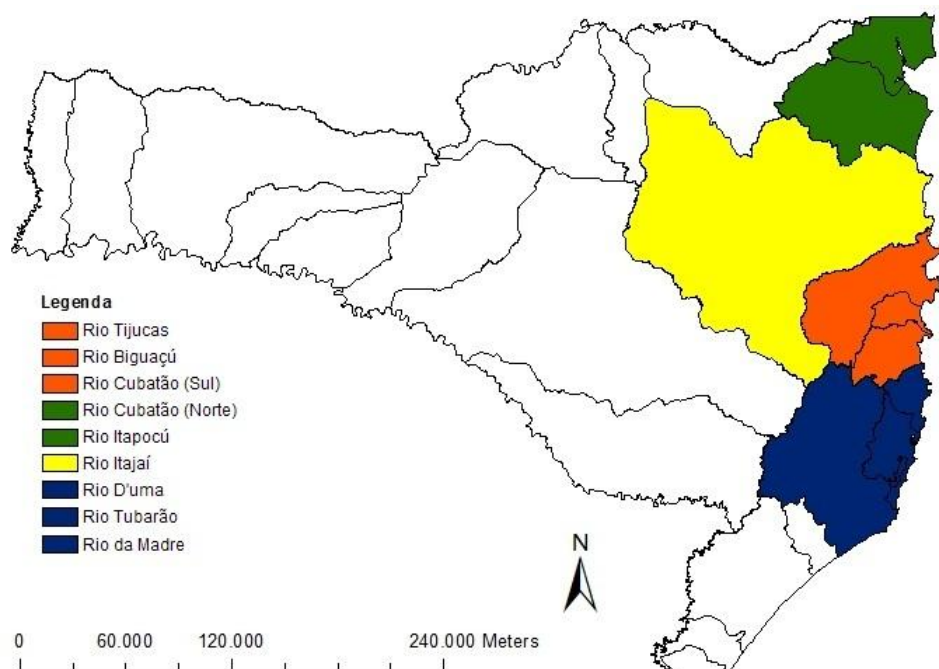 Legenda
Rio Tijucas
Rio Biguaçú
Rio Cubatão (Sul)
Rio Cubatão (Norte)
Rio Itapocú
Rio Itajaí
Rio D'uma
Rio Tubarão
Rio da Madre
N
0 60.000 120.000 240.000 Meters